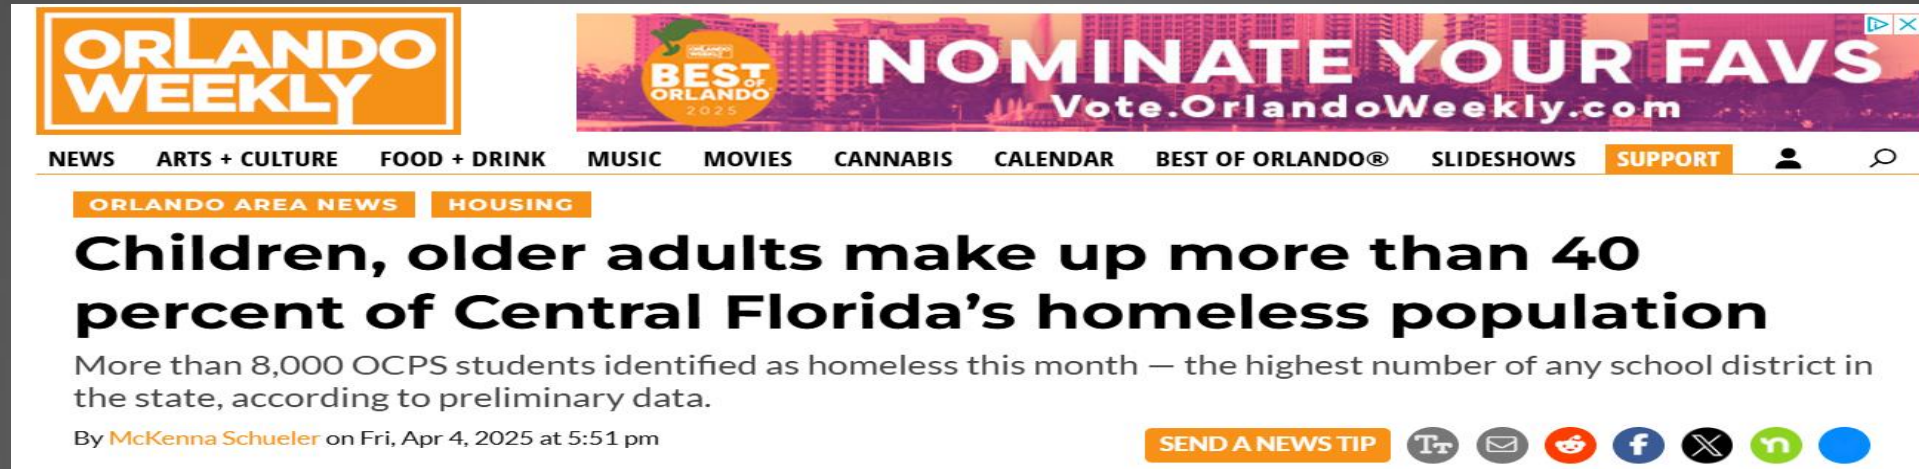 ORLANDO
WEEKLY
ORLANDO WEEKLY
BEST OF
ORLANDO
2025
NOMINATE YOUR FAVS
Vote.OrlandoWeekly.com
NEWS ARTS + CULTURE FOOD + DRINK MUSIC MOVIES CANNABIS CALENDAR BEST OF ORLANDO® SLIDESHOWS SUPPORT
ORLANDO AREA NEWS HOUSING
Children, older adults make up more than 40
percent of Central Florida’s homeless population
More than 8,000 OCPS students identified as homeless this month — the highest number of any school district in
the state, according to preliminary data.
By McKenna Schueler on Fri, Apr 4, 2025 at 5:51 pm
SEND A NEWS TIP TT f X n